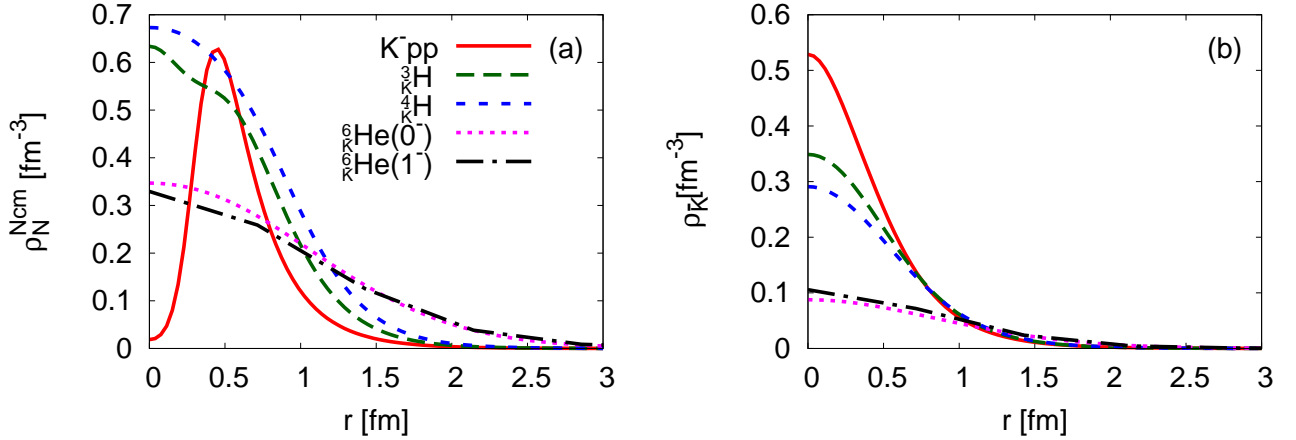 ρ_N^Ncm [fm⁻³]
0.7
0.6
0.5
0.4
0.3
0.2
0.1
0
K⁻pp
³_K̄H
⁴_K̄H
⁶_K̄He(0⁻)
⁶_K̄He(1⁻)
(a)
0 0.5 1 1.5 2 2.5 3
r [fm]
ρ_K̄[fm⁻³]
0.6
0.5
0.4
0.3
0.2
0.1
0
(b)
0 0.5 1 1.5 2 2.5 3
r [fm]